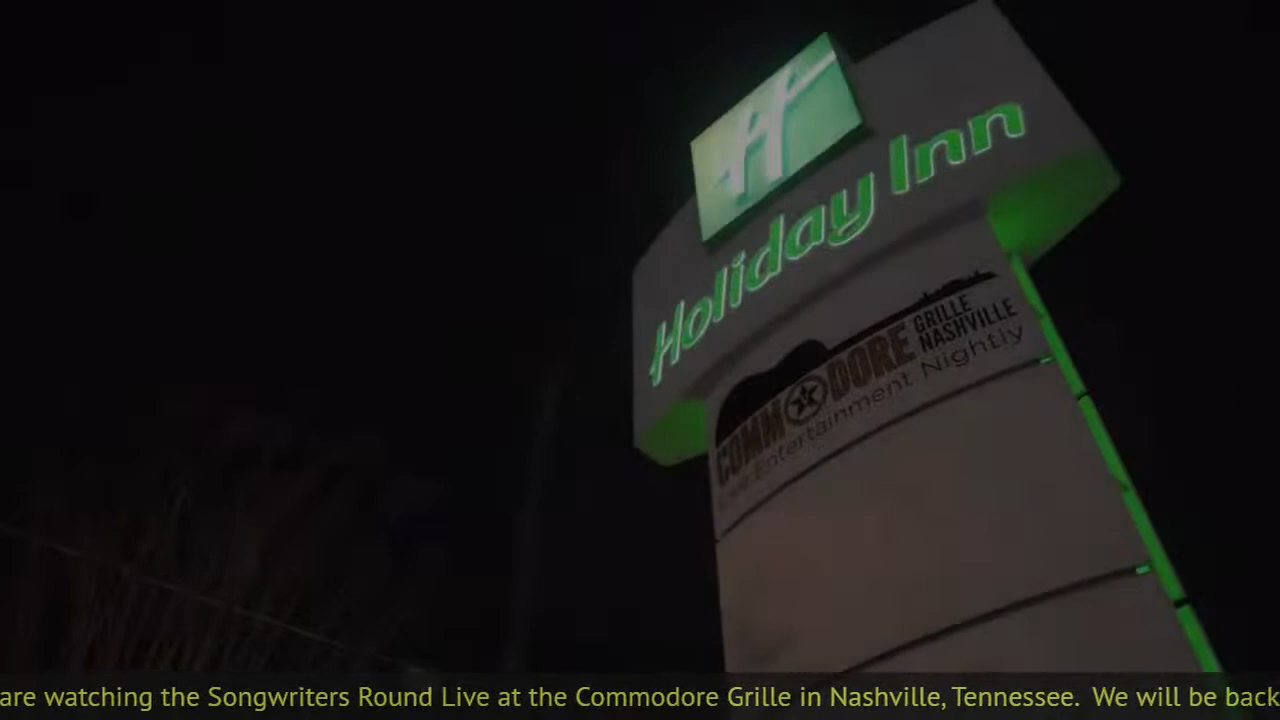 H
Holiday Inn
COMMODORE GRILLE NASHVILLE
Live Entertainment Nightly
are watching the Songwriters Round Live at the Commodore Grille in Nashville, Tennessee. We will be back